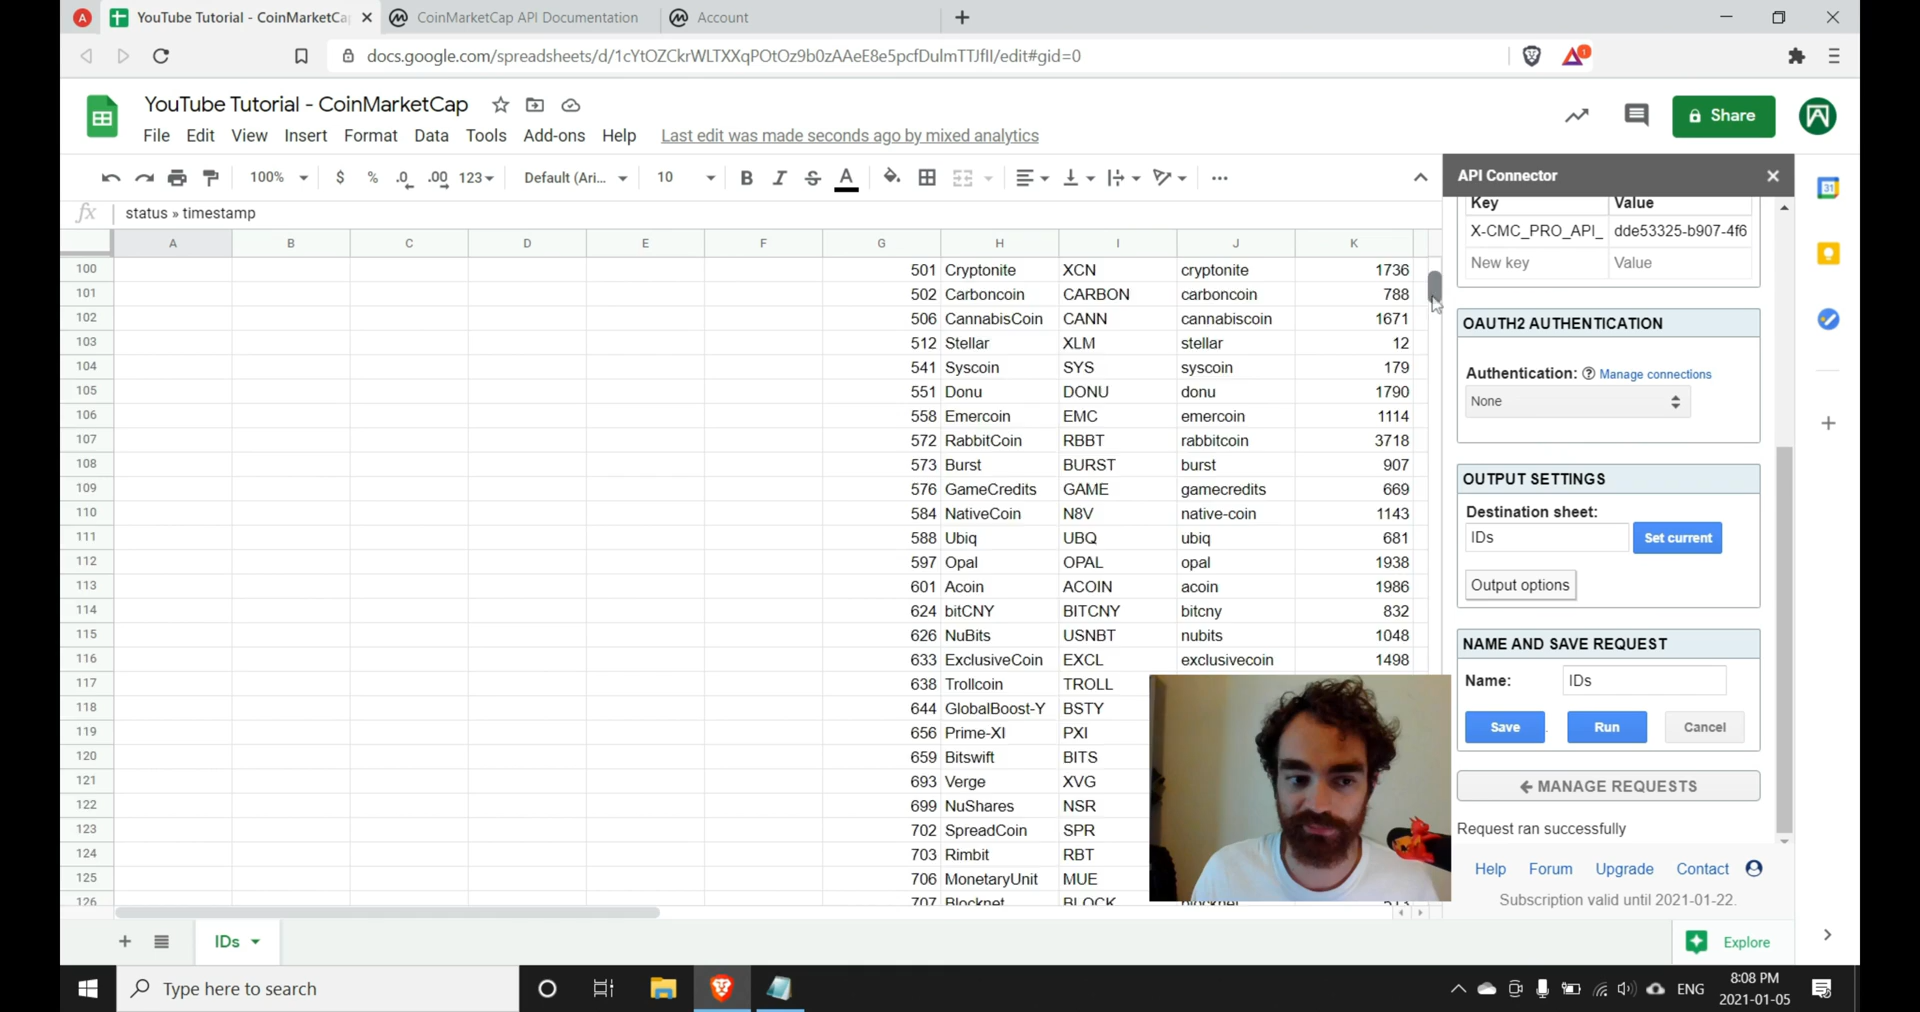 YouTube Tutorial - CoinMarketCa
CoinMarketCap API Documentation
Account
docs.google.com/spreadsheets/d/1cYtOZCkrWLTXXqPOtOz9b0zAAeE8e5pcfDulmTTJfII/edit#gid=0
YouTube Tutorial - CoinMarketCap
File Edit View Insert Format Data Tools Add-ons Help Last edit was made seconds ago by mixed analytics
Share
100% $ % .0 .00 123 Default (Ari... 10 B I S A
fx status » timestamp
A B C D E F G H I J K
100 501 Cryptonite XCN cryptonite 1736
101 502 Carboncoin CARBON carboncoin 788
102 506 CannabisCoin CANN cannabiscoin 1671
103 512 Stellar XLM stellar 12
104 541 Syscoin SYS syscoin 179
105 551 Donu DONU donu 1790
106 558 Emercoin EMC emercoin 1114
107 572 RabbitCoin RBBT rabbitcoin 3718
108 573 Burst BURST burst 907
109 576 GameCredits GAME gamecredits 669
110 584 NativeCoin N8V native-coin 1143
111 588 Ubiq UBQ ubiq 681
112 597 Opal OPAL opal 1938
113 601 Acoin ACOIN acoin 1986
114 624 bitCNY BITCNY bitcny 832
115 626 NuBits USNBT nubits 1048
116 633 ExclusiveCoin EXCL exclusivecoin 1498
117 638 Trollcoin TROLL
118 644 GlobalBoost-Y BSTY
119 656 Prime-XI PXI
120 659 Bitswift BITS
121 693 Verge XVG
122 699 NuShares NSR
123 702 SpreadCoin SPR
124 703 Rimbit RBT
125 706 MonetaryUnit MUE
126 707 Blocknet BLOCK
API Connector
Key Value
X-CMC_PRO_API_ dde53325-b907-4f6
New key Value
OAUTH2 AUTHENTICATION
Authentication: Manage connections
None
OUTPUT SETTINGS
Destination sheet:
IDs Set current
Output options
NAME AND SAVE REQUEST
Name: IDs
Save Run Cancel
MANAGE REQUESTS
Request ran successfully
Help Forum Upgrade Contact
Subscription valid until 2021-01-22.
IDs
Explore
Type here to search
ENG
8:08 PM
2021-01-05